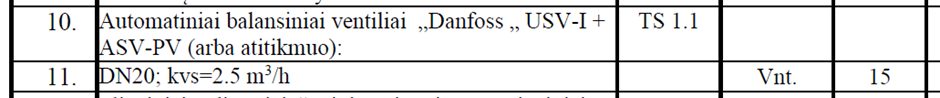 10. Automatiniai balansiniai ventiliai „Danfoss „ USV-I + TS 1.1
ASV-PV (arba atitikmuo):
11. DN20; kvs=2.5 m³/h Vnt. 15